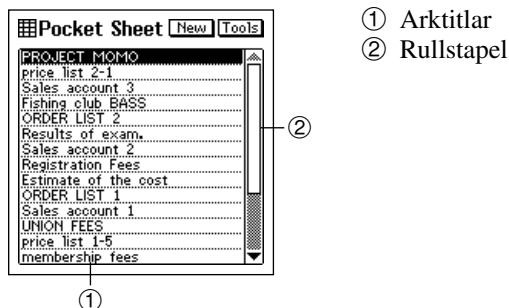 Pocket Sheet New Tools
PROJECT MOMO
price list 2-1
Sales account 3
Fishing club BASS
ORDER LIST 2
Results of exam.
Sales account 2
Registration Fees
Estimate of the cost
ORDER LIST 1
Sales account 1
UNION FEES
price list 1-5
membership fees
①
②
① Arktitlar
② Rullstapel